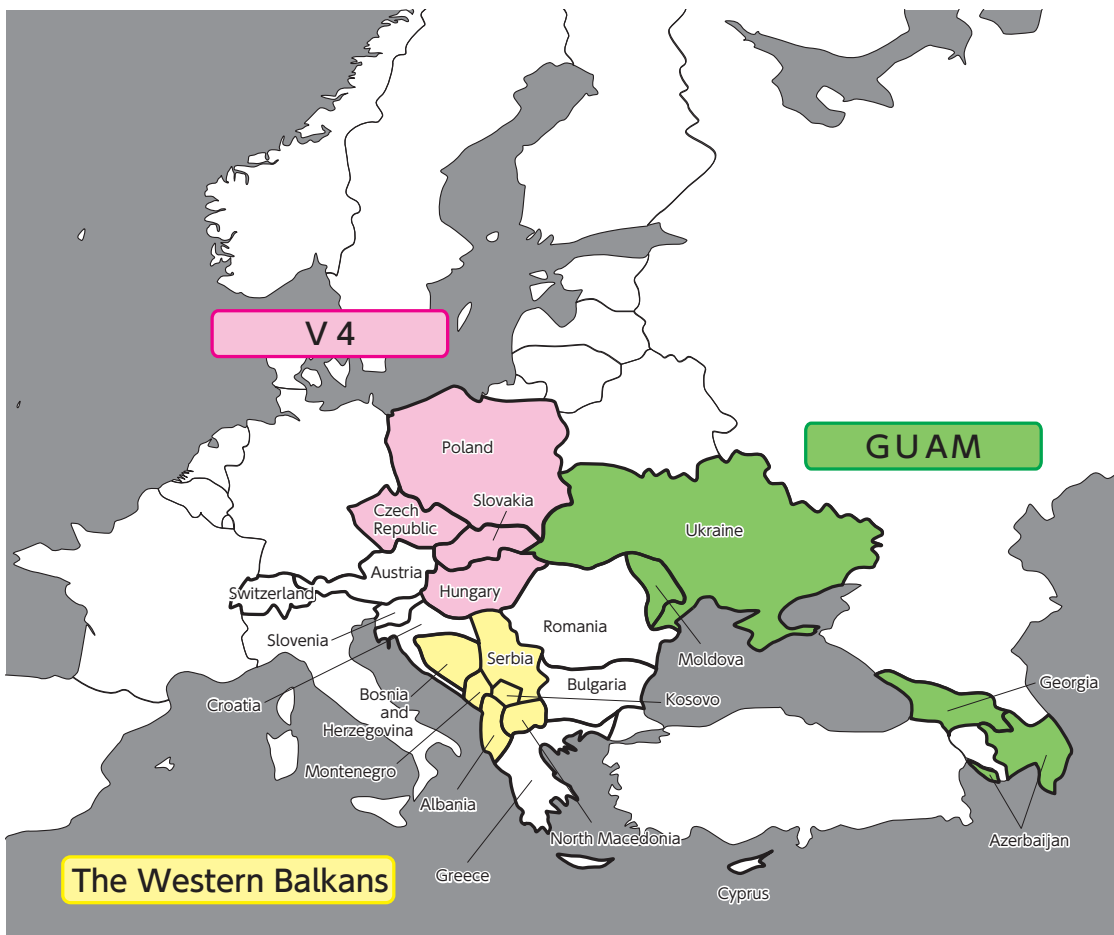 V 4
GUAM
Poland
Slovakia
Czech
Republic
Ukraine
Austria
Switzerland
Hungary
Romania
Slovenia
Serbia
Moldova
Bulgaria
Georgia
Croatia
Bosnia
and
Herzegovina
Kosovo
Montenegro
Albania
North Macedonia
Azerbaijan
Greece
Cyprus
The Western Balkans